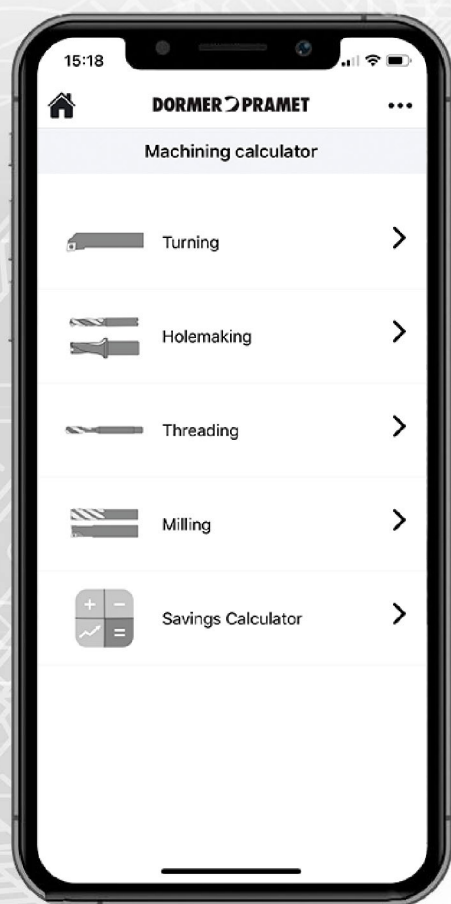 15:18
DORMER PRAMET
Machining calculator
Turning
Holemaking
Threading
Milling
Savings Calculator